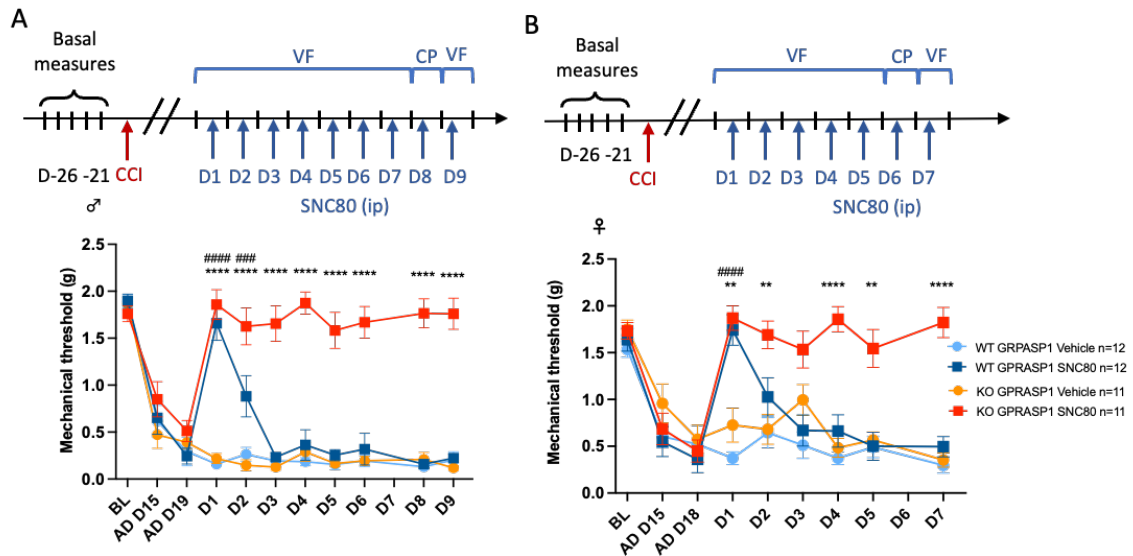 A
Basal
measures
VF
CP
VF
D-26 -21
CCI
D1
D2
D3
D4
D5
D6
D7
D8
D9
SNC80 (ip)
♂
Mechanical threshold (g)
2.5
2.0
1.5
1.0
0.5
0.0
####
###
****
****
****
****
****
****
****
****
BL
AD D15
AD D19
D1
D2
D3
D4
D5
D6
D7
D8
D9
B
Basal
measures
VF
CP
VF
D-26 -21
CCI
D1
D2
D3
D4
D5
D6
D7
SNC80 (ip)
♀
Mechanical threshold (g)
2.5
2.0
1.5
1.0
0.5
0.0
####
**
**
****
**
****
BL
AD D15
AD D18
D1
D2
D3
D4
D5
D6
D7
WT GRPASP1 Vehicle n=12
WT GPRASP1 SNC80 n=12
KO GPRASP1 Vehicle n=11
KO GPRASP1 SNC80 n=11